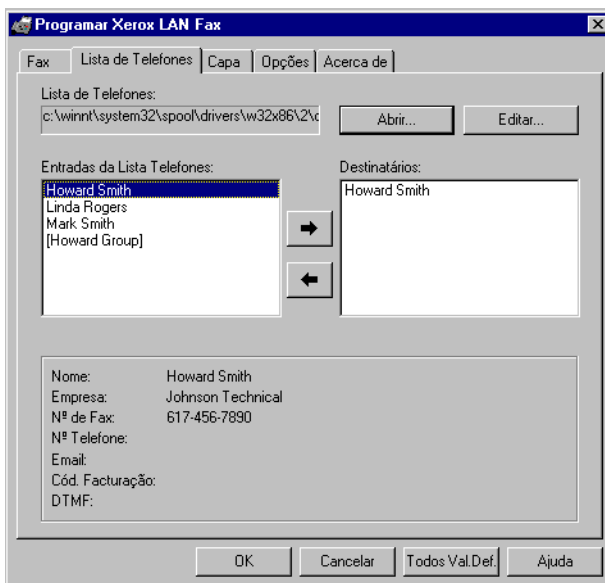 Programar Xerox LAN Fax
Fax Lista de Telefones Capa Opções Acerca de
Lista de Telefones:
c:\winnt\system32\spool\drivers\w32x86\2\c Abrir... Editar...
Entradas da Lista Telefones: Destinatários:
Howard Smith Howard Smith
Linda Rogers
Mark Smith
[Howard Group]
Nome: Howard Smith
Empresa: Johnson Technical
Nº de Fax: 617-456-7890
Nº Telefone:
Email:
Cód. Facturação:
DTMF:
OK Cancelar Todos Val.Def. Ajuda